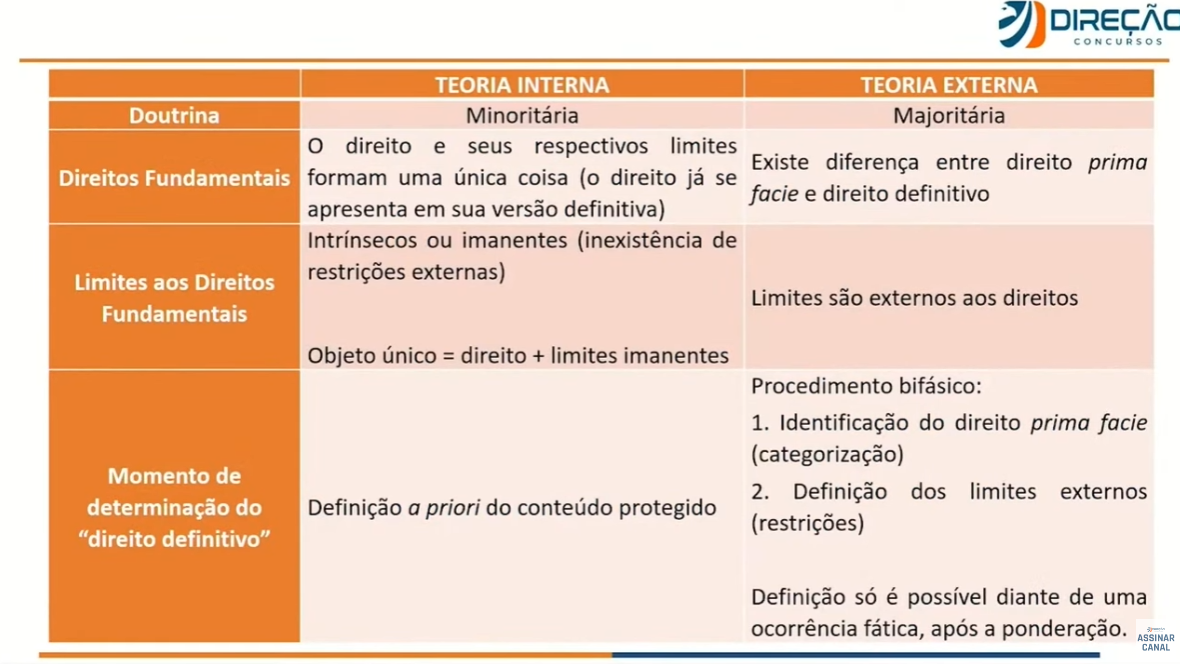 DIREÇÃO
CONCURSOS
TEORIA INTERNA
TEORIA EXTERNA
Doutrina
Minoritária
Majoritária
Direitos Fundamentais
O direito e seus respectivos limites
formam uma única coisa (o direito já se
apresenta em sua versão definitiva)
Existe diferença entre direito prima
facie e direito definitivo
Limites aos Direitos
Fundamentais
Intrínsecos ou imanentes (inexistência de
restrições externas)
Objeto único = direito + limites imanentes
Limites são externos aos direitos
Momento de
determinação do
“direito definitivo”
Definição a priori do conteúdo protegido
Procedimento bifásico:
1. Identificação do direito prima facie
(categorização)
2. Definição dos limites externos
(restrições)
Definição só é possível diante de uma
ocorrência fática, após a ponderação.
ASSINAR
CANAL